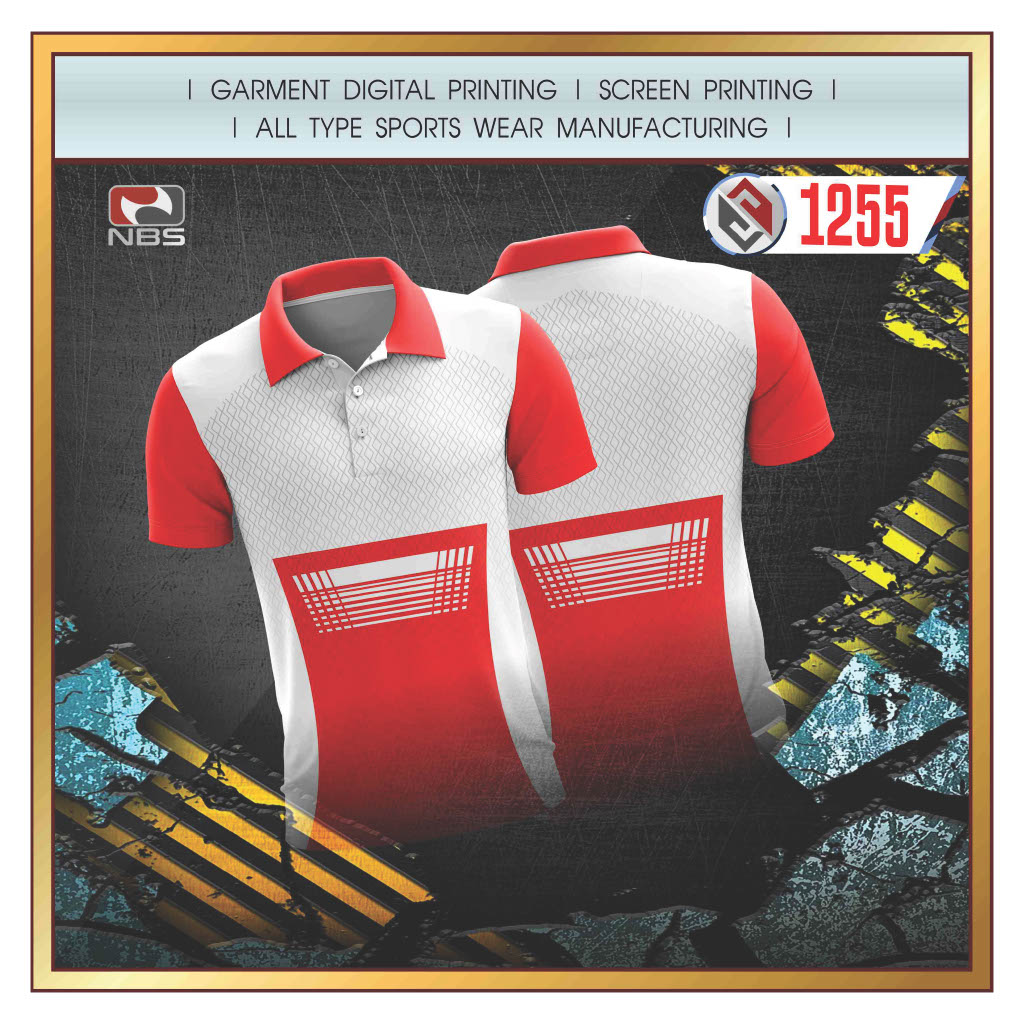 | GARMENT DIGITAL PRINTING | SCREEN PRINTING |
| ALL TYPE SPORTS WEAR MANUFACTURING |
NBS
1255